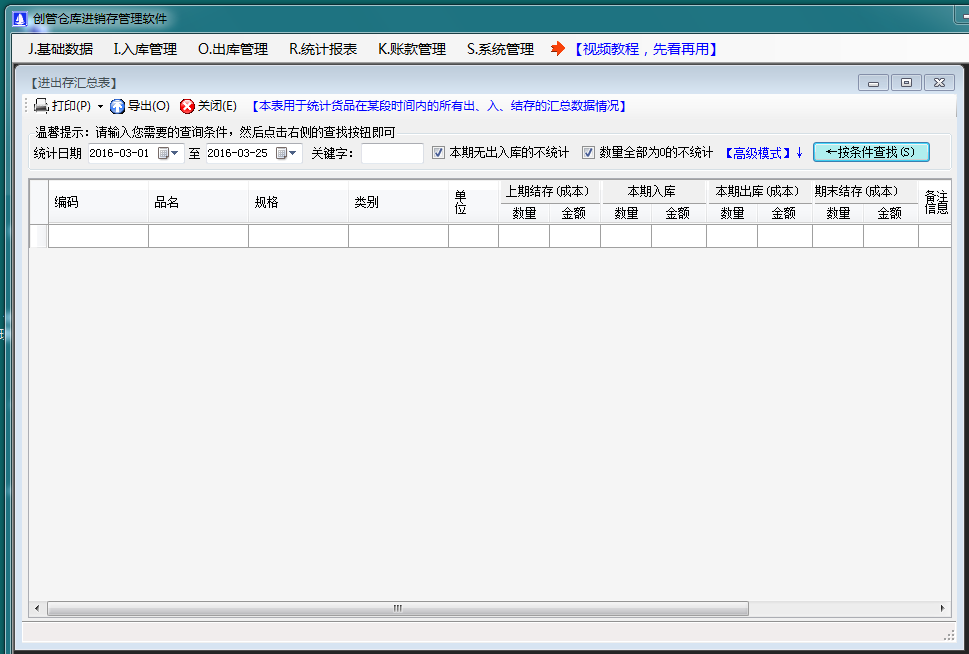 创管仓库进销存管理软件
J.基础数据 I.入库管理 O.出库管理 R.统计报表 K.账款管理 S.系统管理 【视频教程，先看再用】
【进出存汇总表】
打印(P) 导出(O) 关闭(E) 【本表用于统计货品在某段时间内的所有出、入、结存的汇总数据情况】
温馨提示：请输入您需要的查询条件，然后点击右侧的查找按钮即可
统计日期 2016-03-01 至 2016-03-25 关键字： 本期无出入库的不统计 数量全部为0的不统计 【高级模式】↓ ←按条件查找(S)
编码 品名 规格 类别 单位 上期结存(成本) 本期入库 本期出库(成本) 期末结存(成本) 备注信息
数量 金额 数量 金额 数量 金额 数量 金额